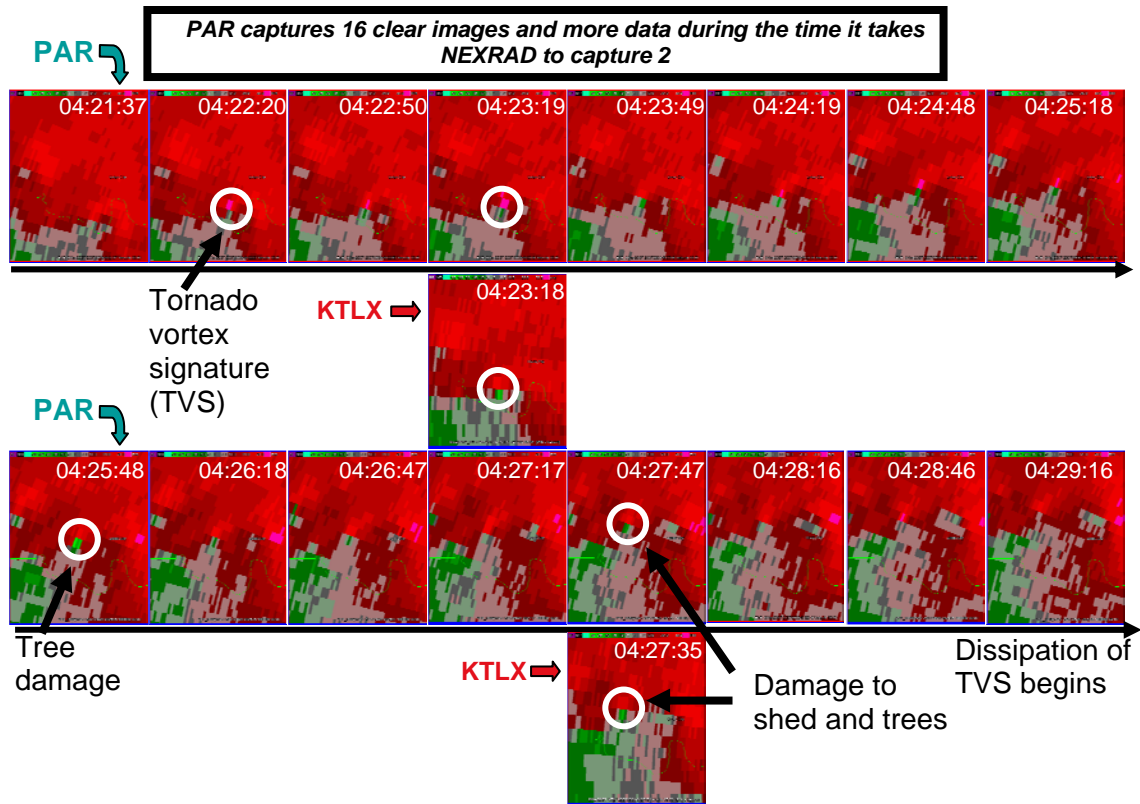 PAR captures 16 clear images and more data during the time it takes
NEXRAD to capture 2
PAR
04:21:37
04:22:20
04:22:50
04:23:19
04:23:49
04:24:19
04:24:48
04:25:18
Tornado
vortex
signature
(TVS)
KTLX
04:23:18
PAR
04:25:48
04:26:18
04:26:47
04:27:17
04:27:47
04:28:16
04:28:46
04:29:16
Tree
damage
KTLX
04:27:35
Damage to
shed and trees
Dissipation of
TVS begins